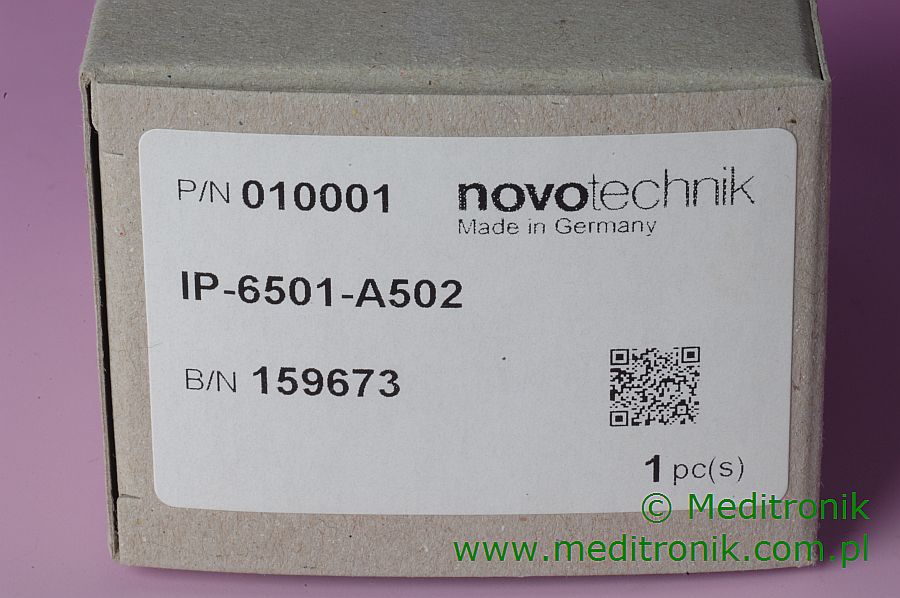 P/N 010001
novotechnik
Made in Germany
IP-6501-A502
B/N 159673
1 pc(s)
© Meditronik
www.meditronik.com.pl